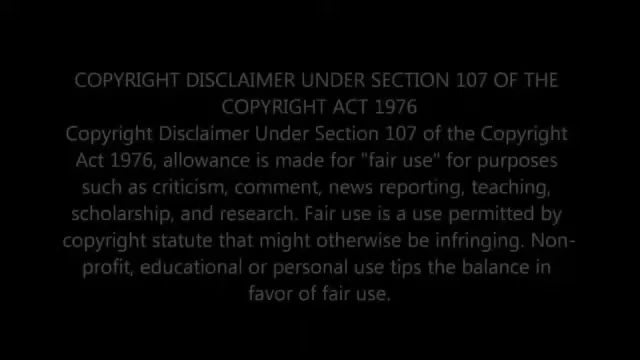 COPYRIGHT DISCLAIMER UNDER SECTION 107 OF THE
COPYRIGHT ACT 1976
Copyright Disclaimer Under Section 107 of the Copyright
Act 1976, allowance is made for "fair use" for purposes
such as criticism, comment, news reporting, teaching,
scholarship, and research. Fair use is a use permitted by
copyright statute that might otherwise be infringing. Non-
profit, educational or personal use tips the balance in
favor of fair use.